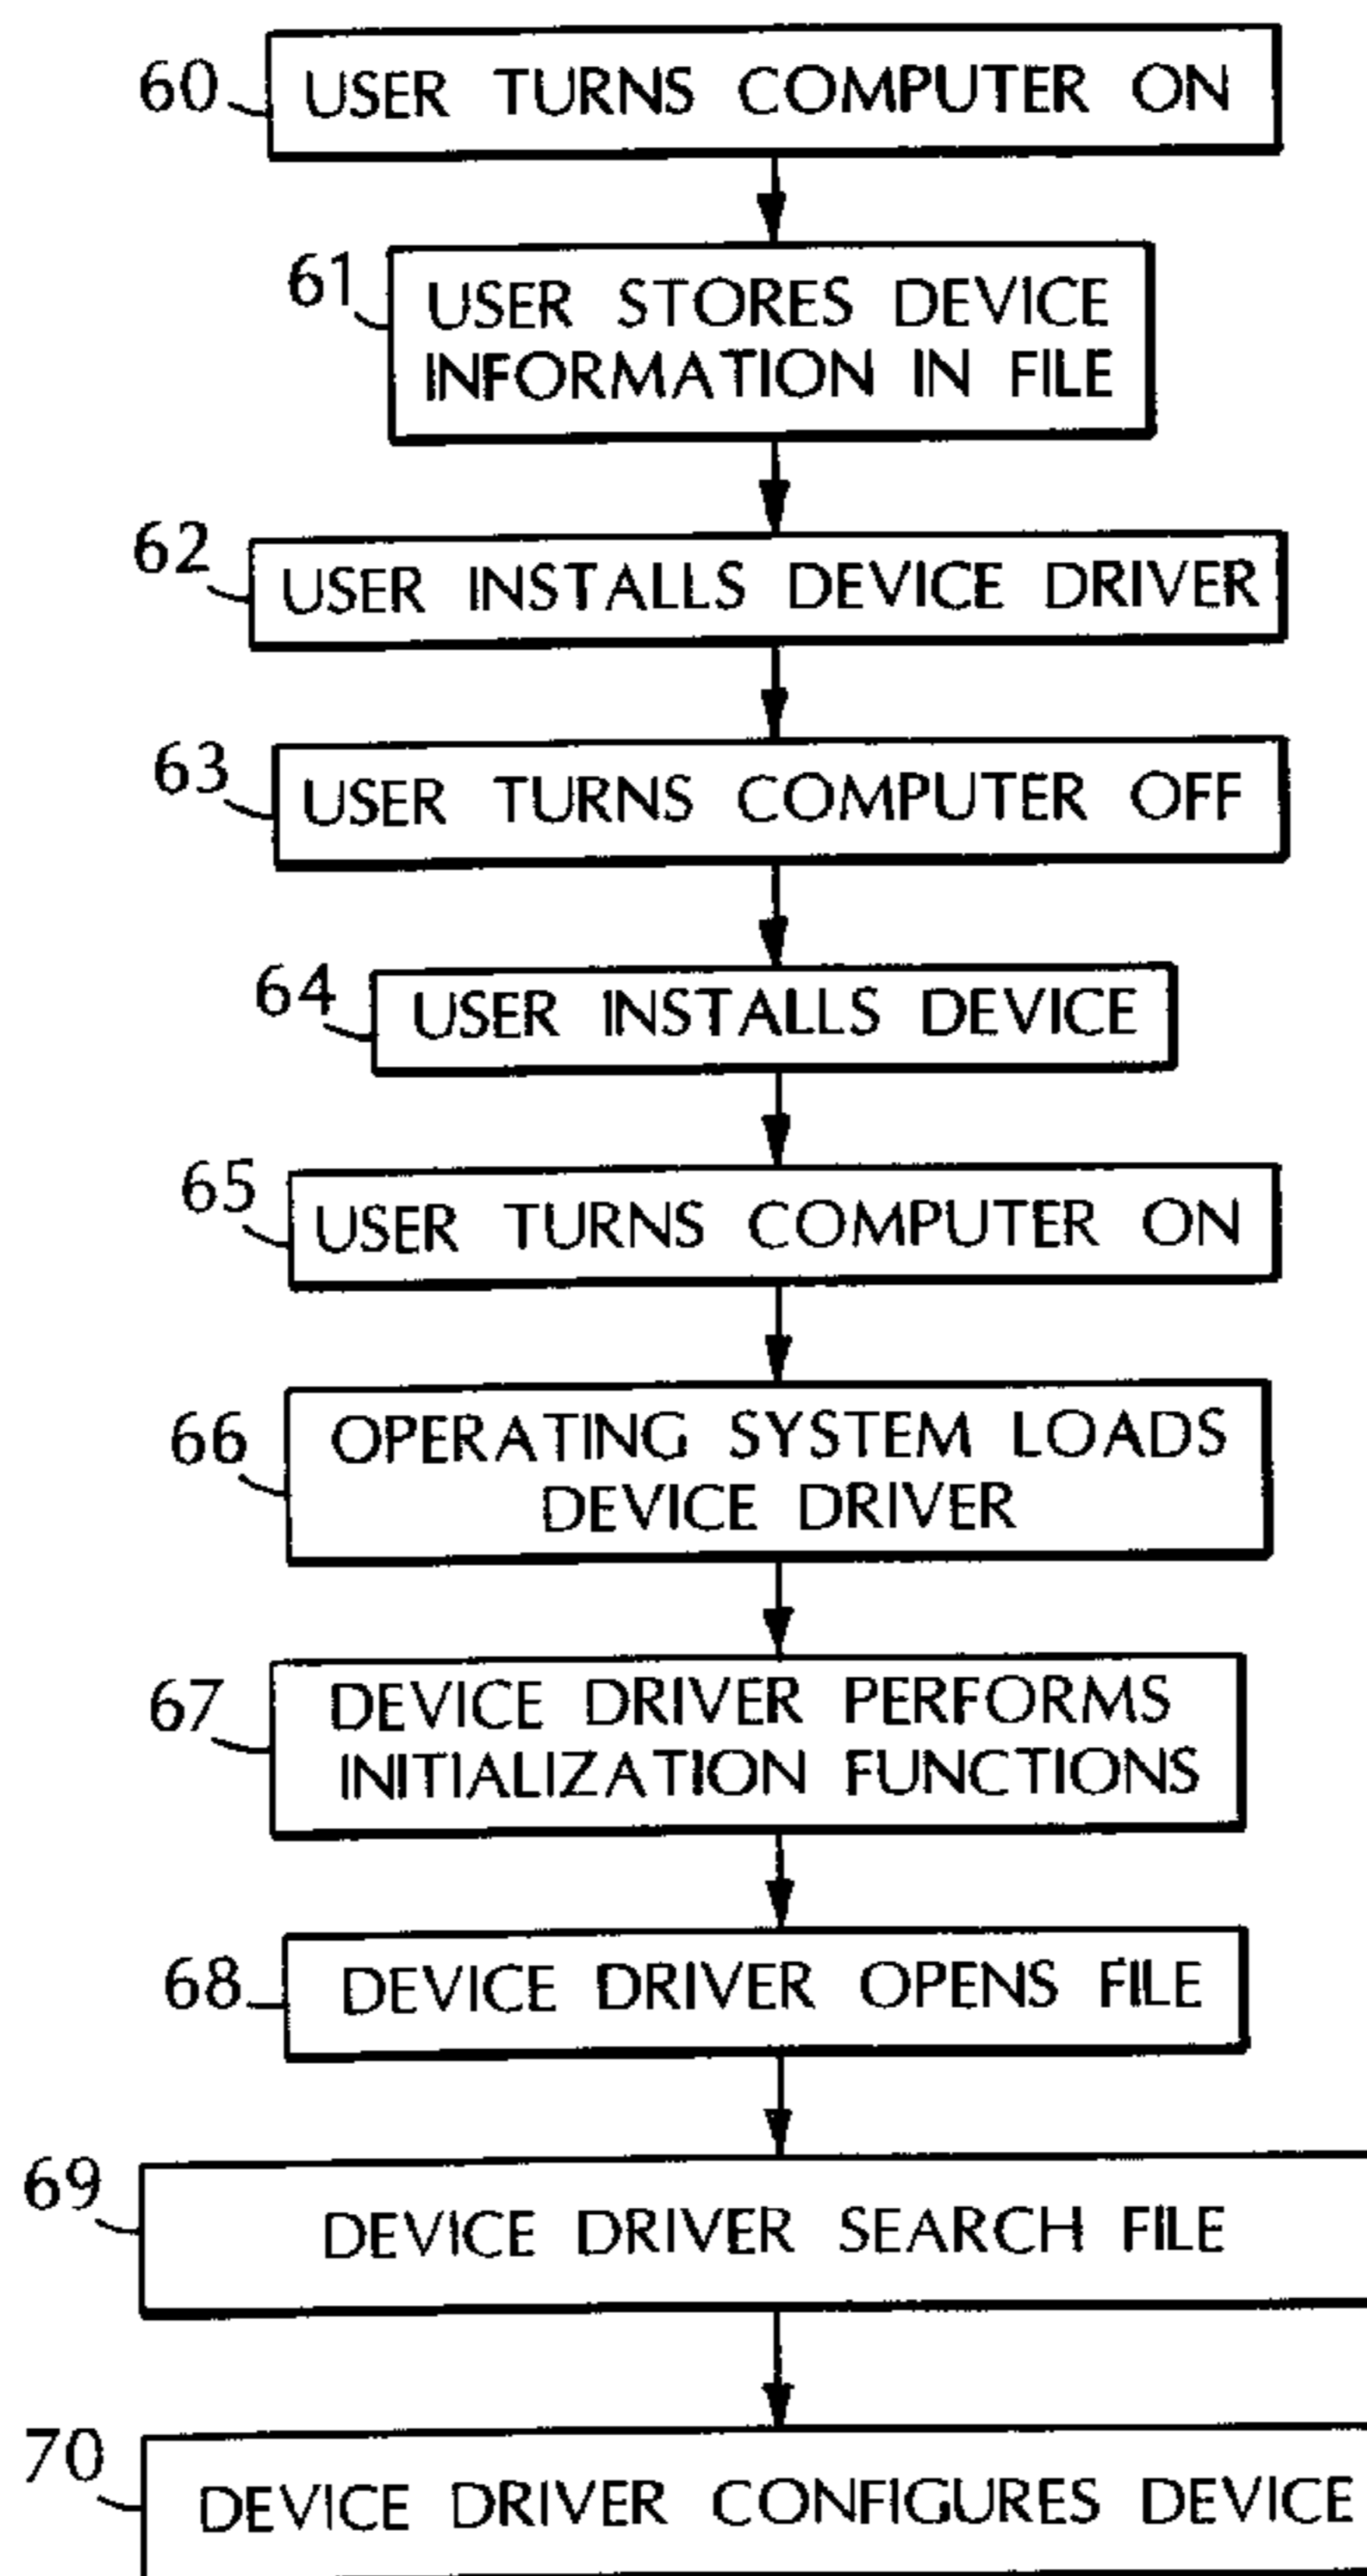 60 USER TURNS COMPUTER ON
61 USER STORES DEVICE
INFORMATION IN FILE
62 USER INSTALLS DEVICE DRIVER
63 USER TURNS COMPUTER OFF
64 USER INSTALLS DEVICE
65 USER TURNS COMPUTER ON
66 OPERATING SYSTEM LOADS
DEVICE DRIVER
67 DEVICE DRIVER PERFORMS
INITIALIZATION FUNCTIONS
68 DEVICE DRIVER OPENS FILE
69 DEVICE DRIVER SEARCH FILE
70 DEVICE DRIVER CONFIGURES DEVICE